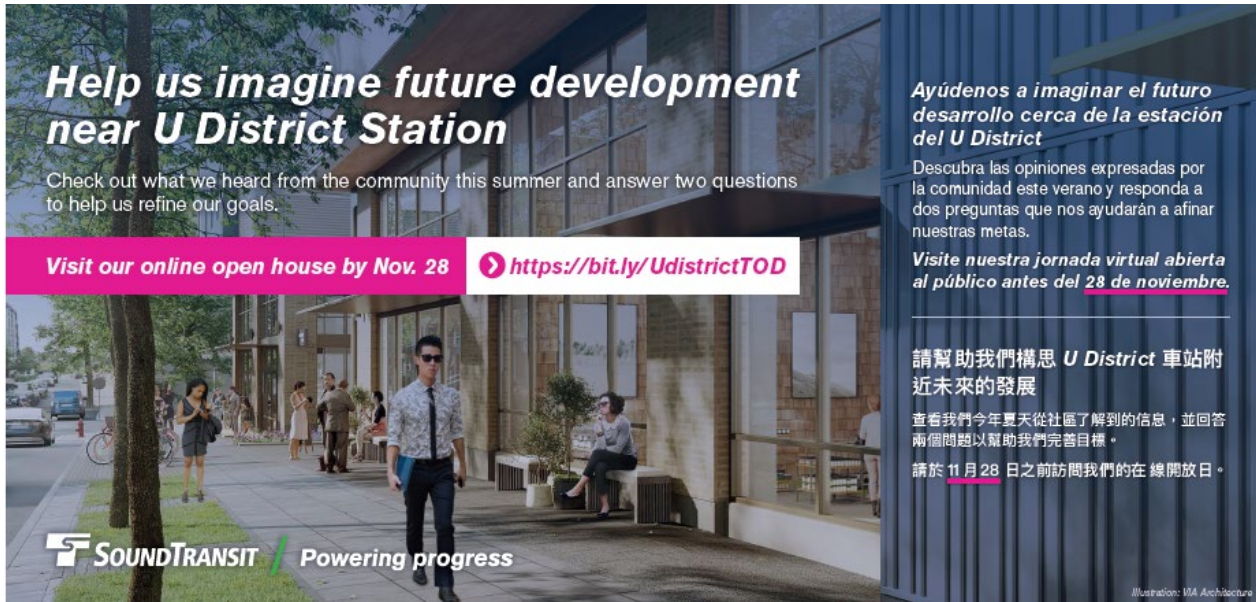 Help us imagine future development
near U District Station
Check out what we heard from the community this summer and answer two questions
to help us refine our goals.
Visit our online open house by Nov. 28
https://bit.ly/UdistrictTOD
SOUNDTRANSIT
Powering progress
Ayúdenos a imaginar el futuro
desarrollo cerca de la estación
del U District
Descubra las opiniones expresadas por
la comunidad este verano y responda a
dos preguntas que nos ayudarán a afinar
nuestras metas.
Visite nuestra jornada virtual abierta
al público antes del 28 de noviembre.
請幫助我們構思 U District 車站附
近未來的發展
查看我們今年夏天從社區了解到的信息，並回答
兩個問題以幫助我們完善目標。
請於 11 月 28 日之前訪問我們的在 線開放日。
Illustration: VIA Architecture